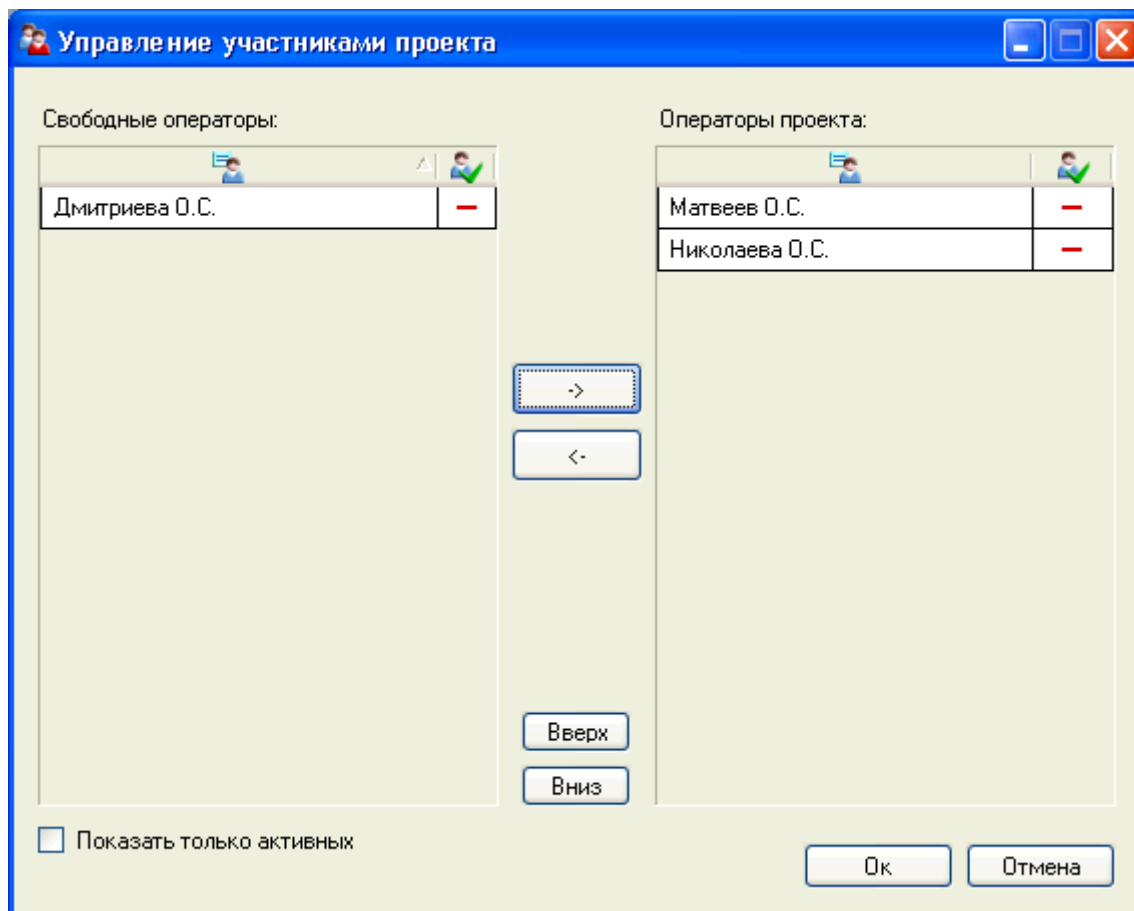 Управление участниками проекта
Свободные операторы:
Операторы проекта:
Дмитриева О.С.
Матвеев О.С.
Николаева О.С.
->
<-
Вверх
Вниз
Показать только активных
Ок
Отмена